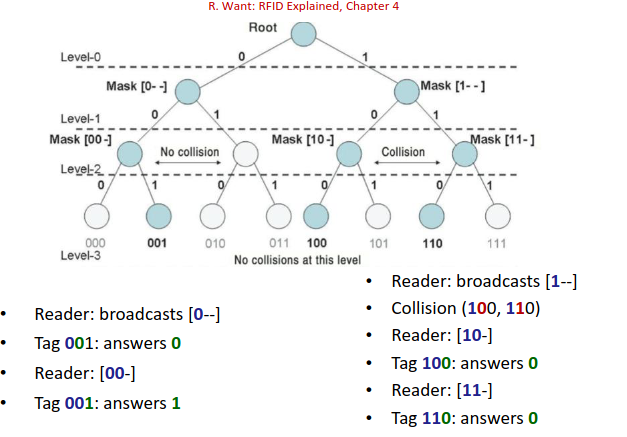 R. Want: RFID Explained, Chapter 4
Root
Level-0
0 1
Mask [0- -] Mask [1- -]
Level-1
0 1 0 1
Mask [00 -] No collision Mask [10 -] Collision Mask [11- ]
Level-2
0 1 0 1 0 1 0 1
000 001 010 011 100 101 110 111
Level-3
No collisions at this level
• Reader: broadcasts [0--]
• Tag 001: answers 0
• Reader: [00-]
• Tag 001: answers 1
• Reader: broadcasts [1--]
• Collision (100, 110)
• Reader: [10-]
• Tag 100: answers 0
• Reader: [11-]
• Tag 110: answers 0